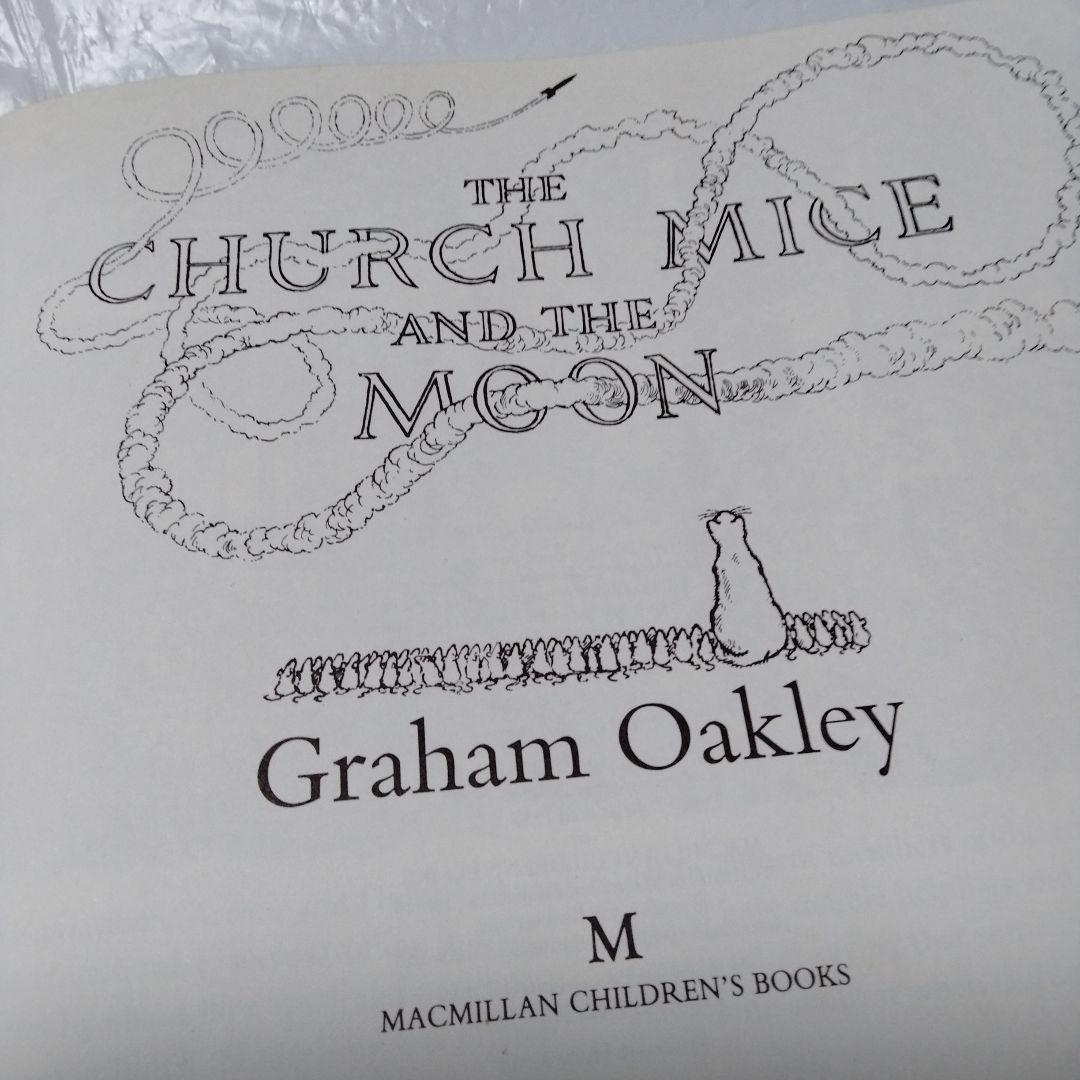 THE
CHURCH MICE
AND THE
MOON
Graham Oakley
M
MACMILLAN CHILDREN'S BOOKS